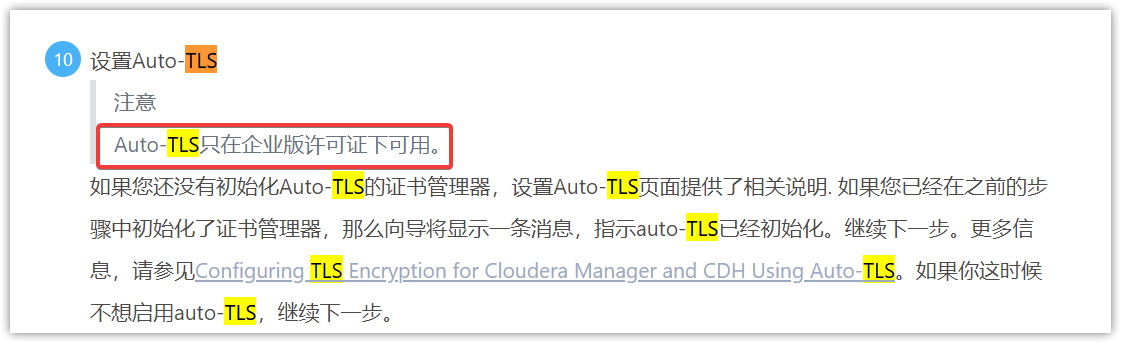 10 设置Auto-TLS
注意
Auto-TLS只在企业版许可证下可用。
如果您还没有初始化Auto-TLS的证书管理器，设置Auto-TLS页面提供了相关说明. 如果您已经在之前的步
骤中初始化了证书管理器，那么向导将显示一条消息，指示auto-TLS已经初始化。继续下一步。更多信
息，请参见Configuring TLS Encryption for Cloudera Manager and CDH Using Auto-TLS。如果你这时候
不想启用auto-TLS，继续下一步。